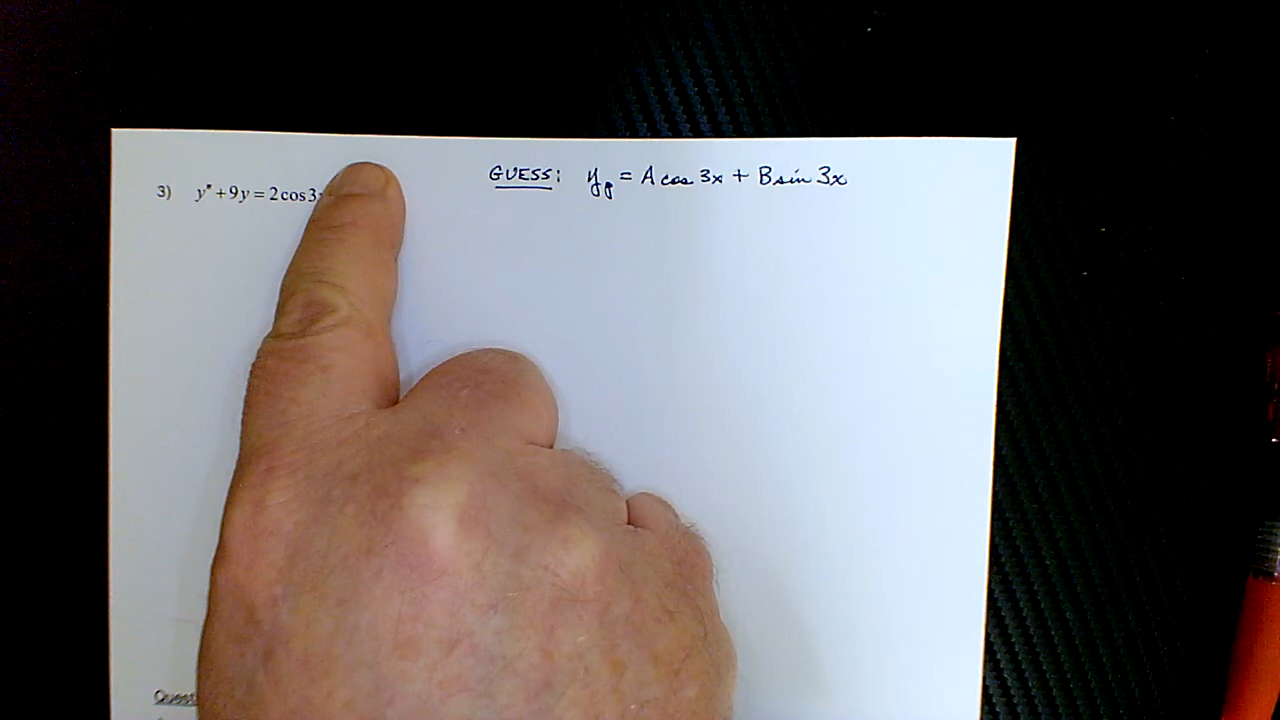 3) y" + 9y = 2cos3
GUESS: yp = A cos 3x + B sin 3x